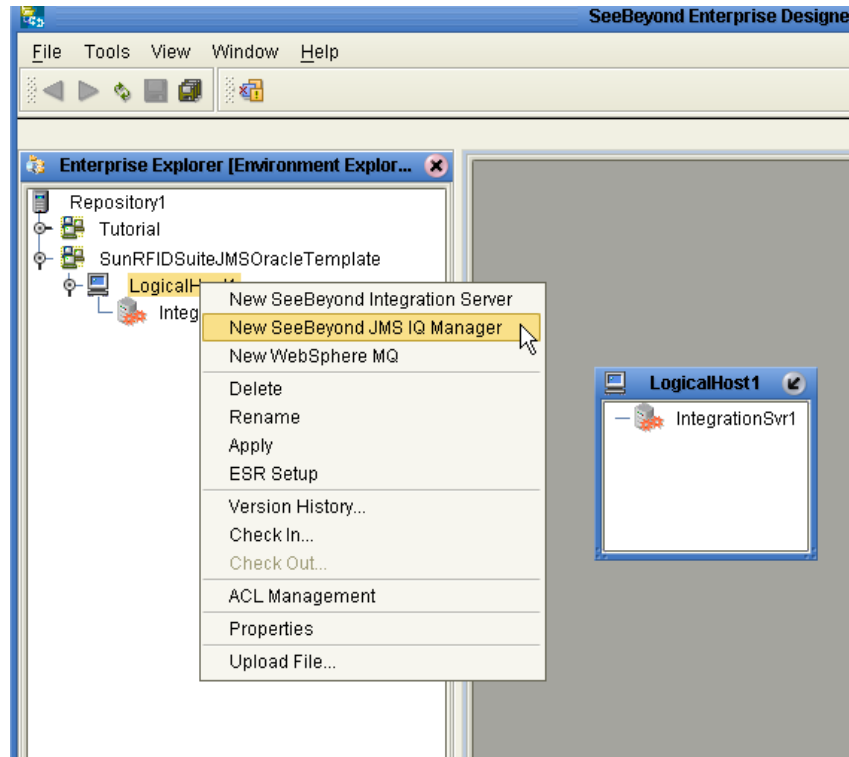 SeeBeyond Enterprise Designe
File Tools View Window Help
Enterprise Explorer [Environment Explor...
Repository1
Tutorial
SunRFIDSuiteJMSOracleTemplate
LogicalHost1
Integ
New SeeBeyond Integration Server
New SeeBeyond JMS IQ Manager
New WebSphere MQ
Delete
Rename
Apply
ESR Setup
Version History...
Check In...
Check Out...
ACL Management
Properties
Upload File...
LogicalHost1
IntegrationSvr1